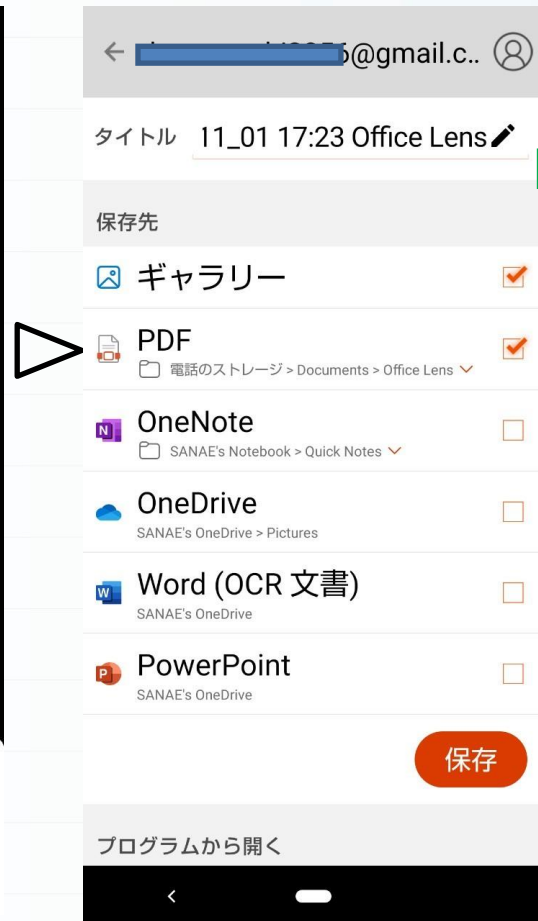 @gmail.c..
タイトル 11_01 17:23 Office Lens
保存先
ギャラリー
PDF
電話のストレージ > Documents > Office Lens
OneNote
SANAE's Notebook > Quick Notes
OneDrive
SANAE's OneDrive > Pictures
Word (OCR 文書)
SANAE's OneDrive
PowerPoint
SANAE's OneDrive
保存
プログラムから開く